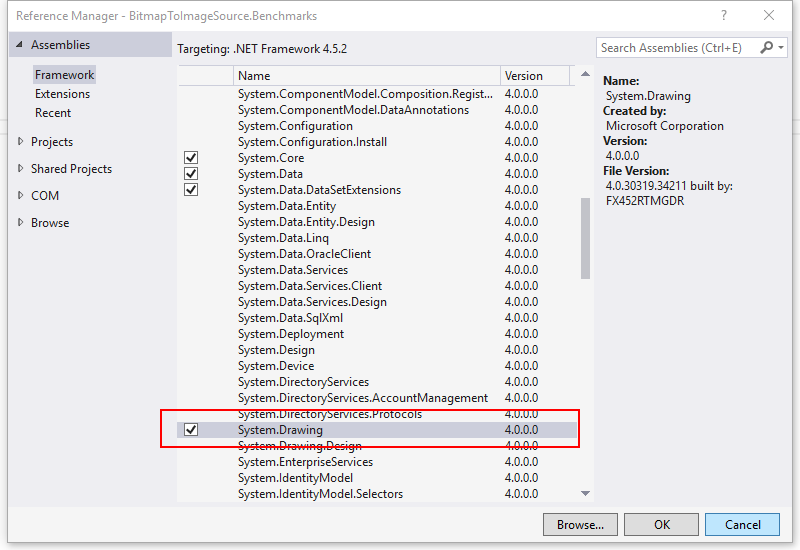 Reference Manager - BitmapToImageSource.Benchmarks
Assemblies
Framework
Extensions
Recent
Projects
Shared Projects
COM
Browse
Targeting: .NET Framework 4.5.2
Search Assemblies (Ctrl+E)
Name Version
System.ComponentModel.Composition.Regist... 4.0.0.0
System.ComponentModel.DataAnnotations 4.0.0.0
System.Configuration 4.0.0.0
System.Configuration.Install 4.0.0.0
System.Core 4.0.0.0
System.Data 4.0.0.0
System.Data.DataSetExtensions 4.0.0.0
System.Data.Entity 4.0.0.0
System.Data.Entity.Design 4.0.0.0
System.Data.Linq 4.0.0.0
System.Data.OracleClient 4.0.0.0
System.Data.Services 4.0.0.0
System.Data.Services.Client 4.0.0.0
System.Data.Services.Design 4.0.0.0
System.Data.SqlXml 4.0.0.0
System.Deployment 4.0.0.0
System.Design 4.0.0.0
System.Device 4.0.0.0
System.DirectoryServices 4.0.0.0
System.DirectoryServices.AccountManagement 4.0.0.0
System.DirectoryServices.Protocols 4.0.0.0
System.Drawing 4.0.0.0
System.Drawing.Design 4.0.0.0
System.EnterpriseServices 4.0.0.0
System.IdentityModel 4.0.0.0
System.IdentityModel.Selectors 4.0.0.0
Name:
System.Drawing
Created by:
Microsoft Corporation
Version:
4.0.0.0
File Version:
4.0.30319.34211 built by:
FX452RTMGDR
Browse... OK Cancel